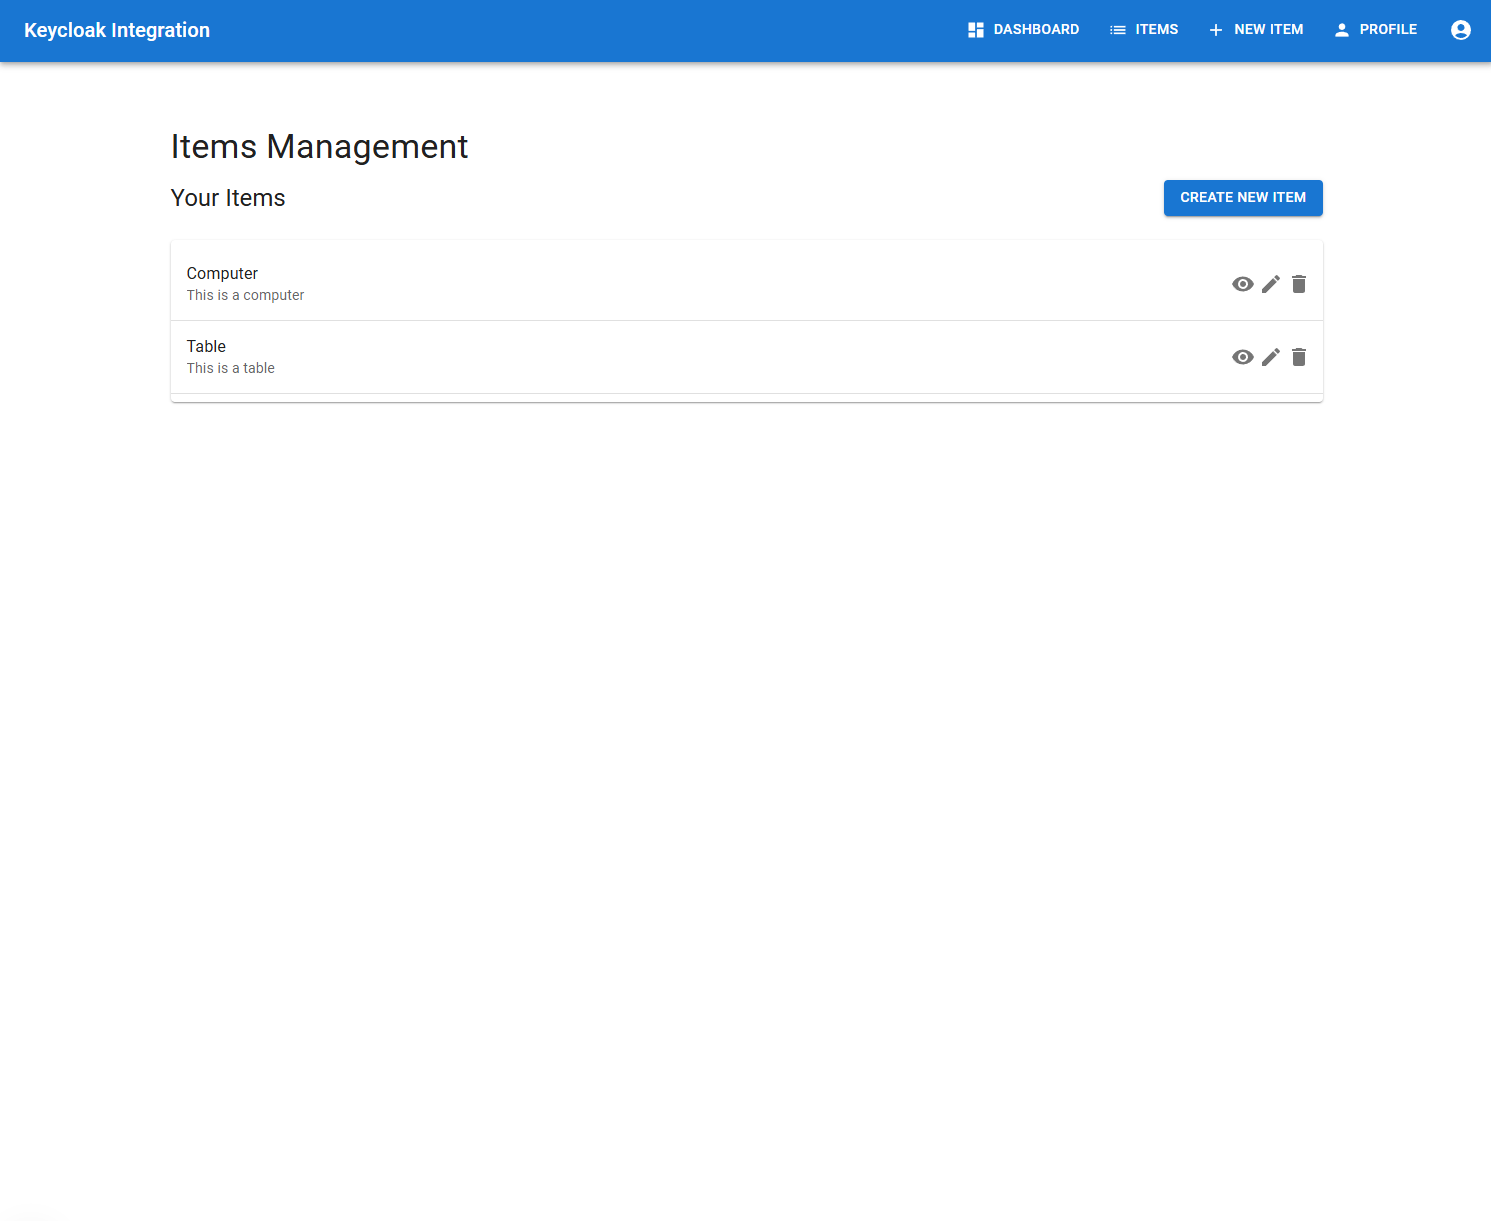 Keycloak Integration
DASHBOARD
ITEMS
NEW ITEM
PROFILE
Items Management
Your Items
CREATE NEW ITEM
Computer
This is a computer
Table
This is a table